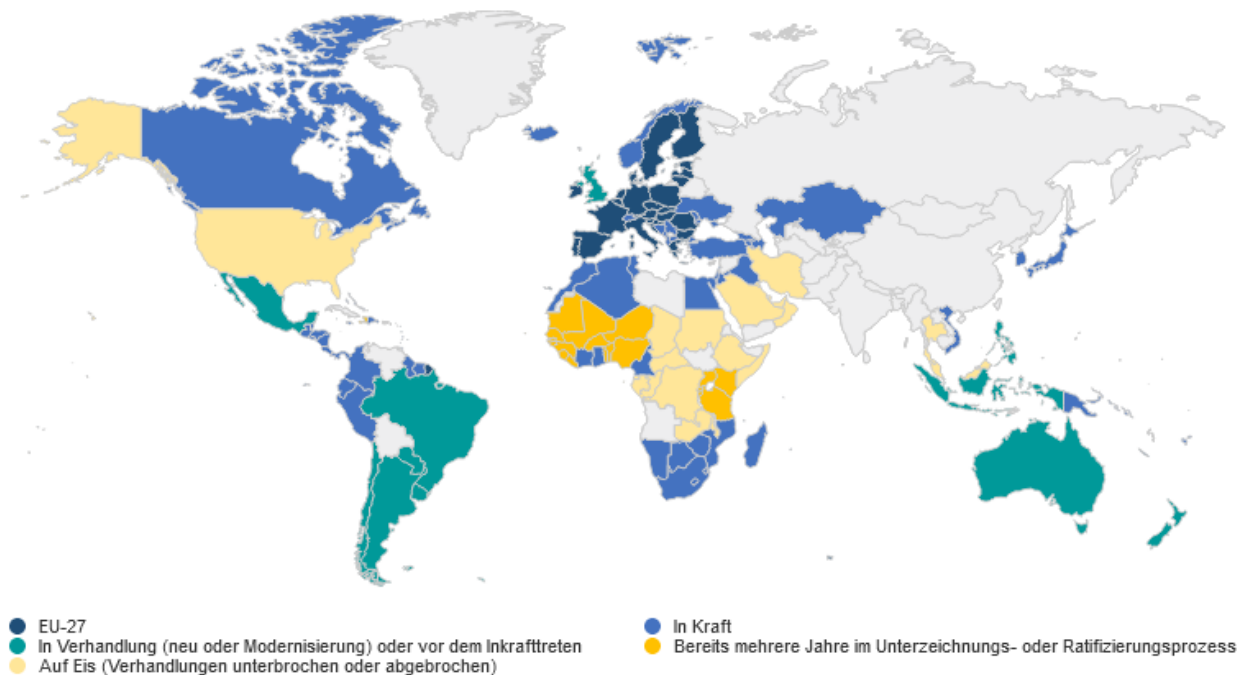 EU-27
In Kraft
In Verhandlung (neu oder Modernisierung) oder vor dem Inkrafttreten
Bereits mehrere Jahre im Unterzeichnungs- oder Ratifizierungsprozess
Auf Eis (Verhandlungen unterbrochen oder abgebrochen)